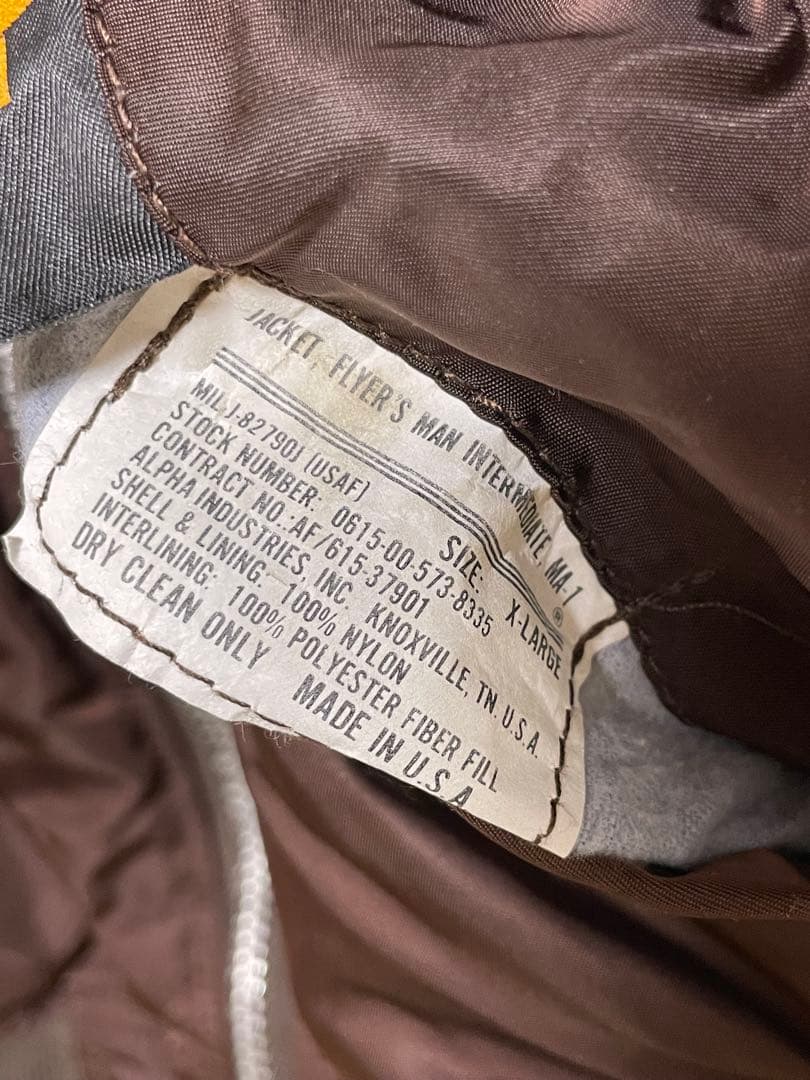 JACKET, FLYER'S MAN INTERMIDIATE, MA-1
®
SIZE: X-LARGE
MIL J-82790J (USAF)
STOCK NUMBER: 0615-00-573-8335
CONTRACT NO.:AF/615-37901
ALPHA INDUSTRIES, INC. KNOXVILLE, TN. U.S.A.
SHELL & LINING: 100% NYLON
INTERLINING: 100% POLYESTER FIBER FILL
DRY CLEAN ONLY
MADE IN U.S.A